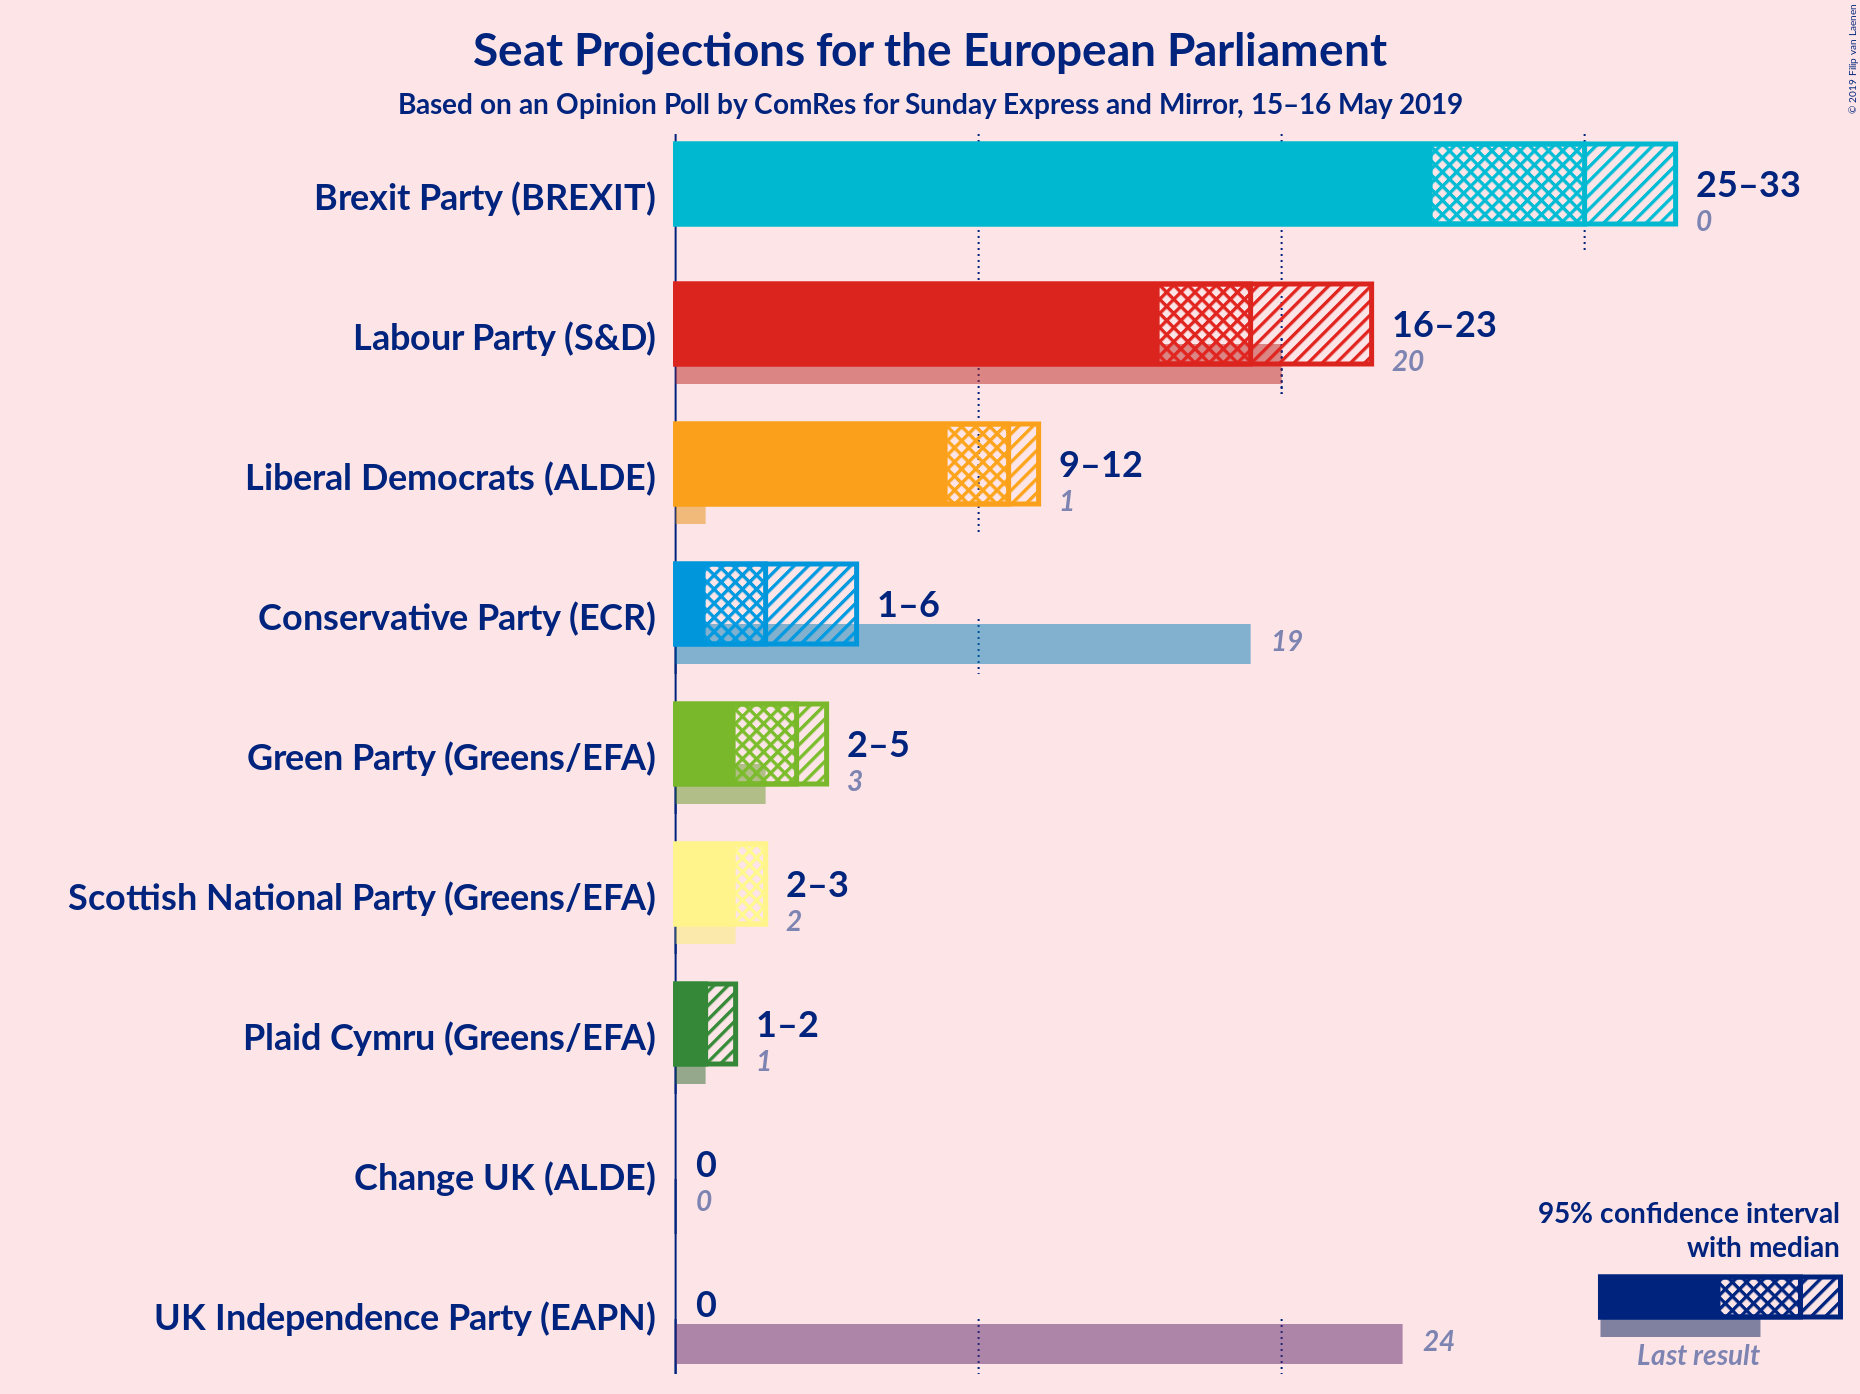 Seat Projections for the European Parliament
Based on an Opinion Poll by ComRes for Sunday Express and Mirror, 15–16 May 2019
© 2019 Filip van Laenen
Brexit Party (BREXIT)
25–33
0
Labour Party (S&D)
16–23
20
Liberal Democrats (ALDE)
9–12
1
Conservative Party (ECR)
1–6
19
Green Party (Greens/EFA)
2–5
3
Scottish National Party (Greens/EFA)
2–3
2
Plaid Cymru (Greens/EFA)
1–2
1
Change UK (ALDE)
0
0
UK Independence Party (EAPN)
0
24
95% confidence interval
with median
Last result